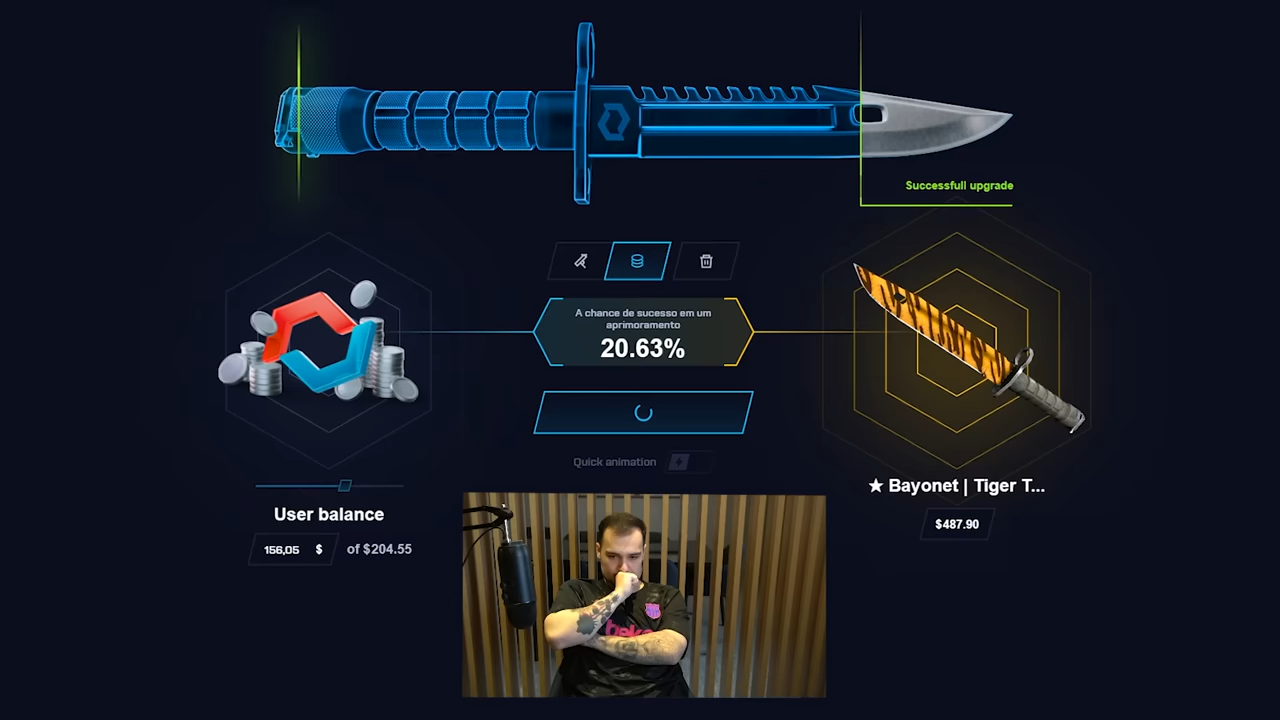 Successfull upgrade
A chance de sucesso em um
aprimoramento
20.63%
Quick animation
★ Bayonet | Tiger T...
$487.90
User balance
156,05 $ of $204.55
beko